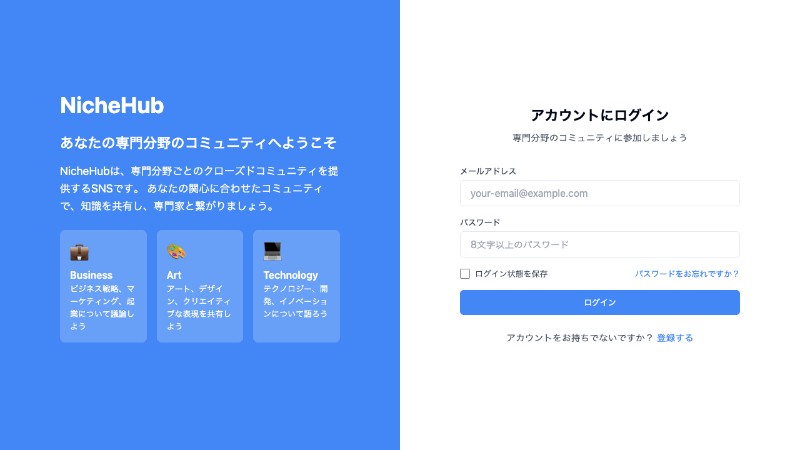 NicheHub
あなたの専門分野のコミュニティへようこそ
NicheHubは、専門分野ごとのクローズドコミュニティを提
供するSNSです。 あなたの関心に合わせたコミュニティ
で、知識を共有し、専門家と繋がりましょう。
Business
ビジネス戦略、マ
ーケティング、起
業について議論し
よう
Art
アート、デザイ
ン、クリエイティ
ブな表現を共有し
よう
Technology
テクノロジー、開
発、イノベーショ
ンについて語ろう
アカウントにログイン
専門分野のコミュニティに参加しましょう
メールアドレス
your-email@example.com
パスワード
8文字以上のパスワード
ログイン状態を保存
パスワードをお忘れですか？
ログイン
アカウントをお持ちでないですか？ 登録する